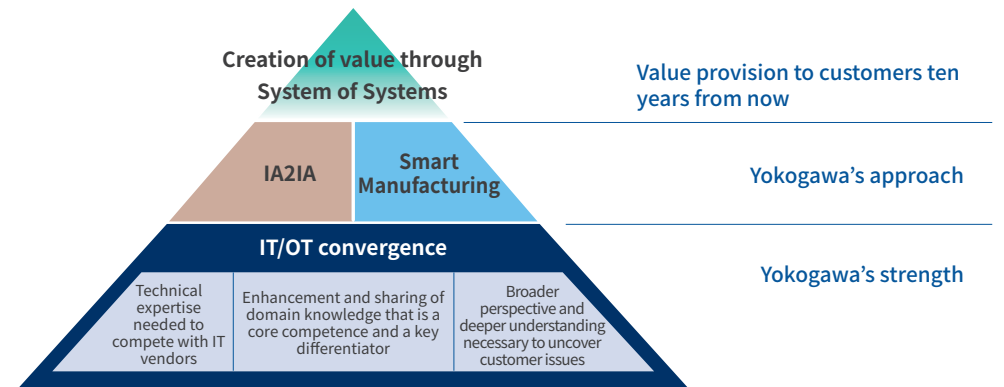 Creation of value through
System of Systems
Value provision to customers ten
years from now
IA2IA
Smart
Manufacturing
Yokogawa’s approach
IT/OT convergence
Yokogawa’s strength
Technical
expertise
needed to
compete with IT
vendors
Enhancement and sharing of
domain knowledge that is a
core competence and a key
differentiator
Broader
perspective and
deeper understanding
necessary to uncover
customer issues